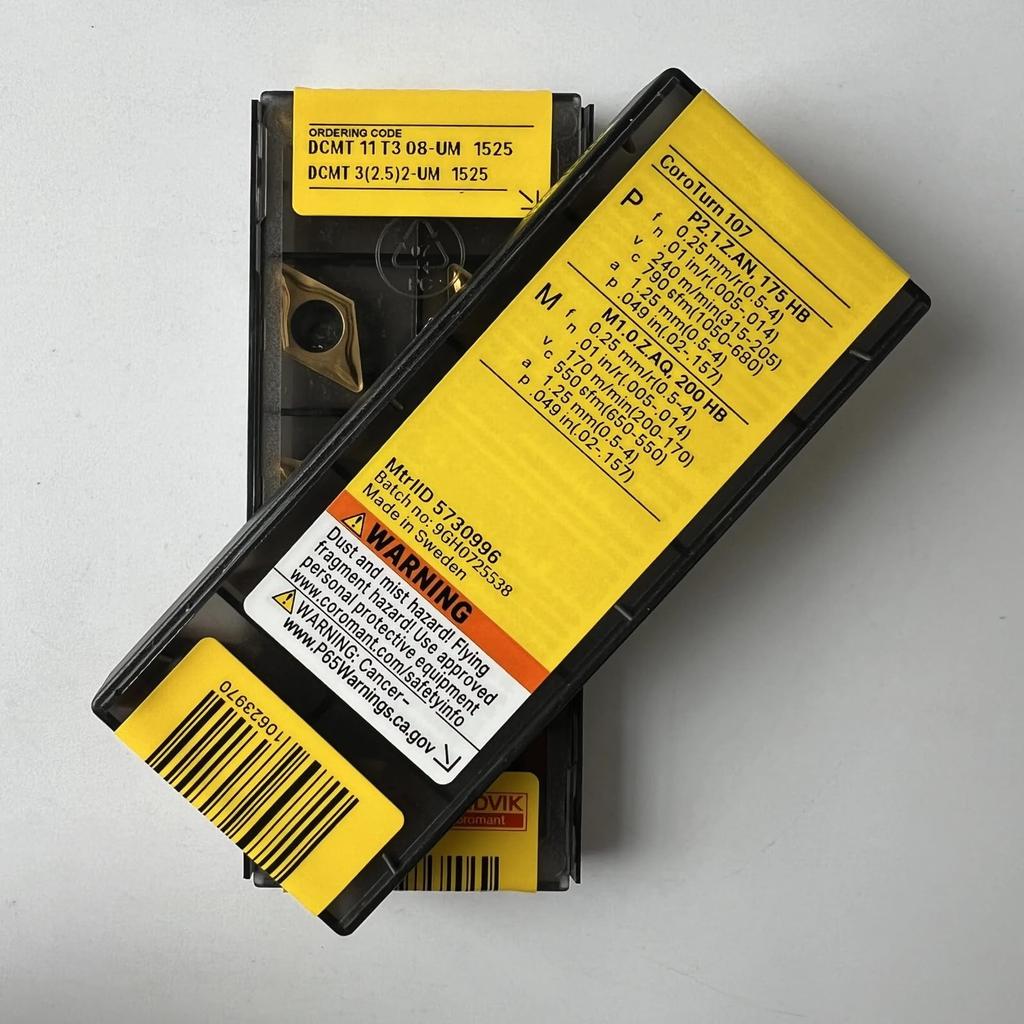 ORDERING CODE
DCMT 11 T3 08-UM 1525
DCMT 3(2.5)2-UM 1525
CoroTurn 107
P P2.1.Z.AN, 175 HB
fn 0.25 mm/r(0.5-4)
.01 in/r(.005-.014)
vc 240 m/min(315-205)
790 sfm(1050-680)
ap 1.25 mm(0.5-4)
.049 in(.02-.157)
M M1.0.Z.AQ, 200 HB
fn 0.25 mm/r(0.5-4)
.01 in/r(.005-.014)
vc 170 m/min(200-170)
550 sfm(650-550)
ap 1.25 mm(0.5-4)
.049 in(.02-.157)
MtrlID 5730996
Batch no: 9GH0725538
Made in Sweden
WARNING
Dust and mist hazard! Flying
fragment hazard! Use approved
personal protective equipment
www.coromant.com/safetyinfo
WARNING: Cancer-
www.P65Warnings.ca.gov
10623970